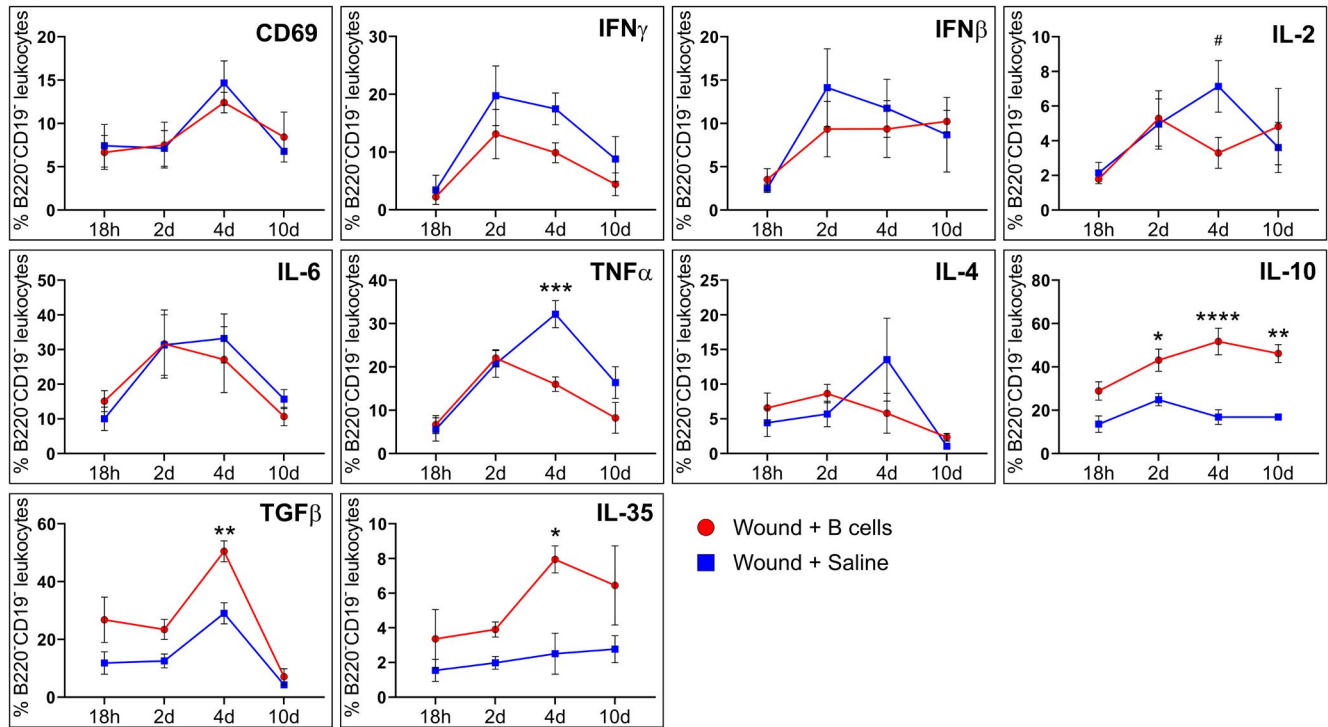 CD69
% B220⁻CD19⁻ leukocytes
20
15
10
5
0
18h 2d 4d 10d
IFNγ
% B220⁻CD19⁻ leukocytes
30
20
10
0
18h 2d 4d 10d
IFNβ
% B220⁻CD19⁻ leukocytes
20
15
10
5
0
18h 2d 4d 10d
IL-2
% B220⁻CD19⁻ leukocytes
10
8
6
4
2
0
#
18h 2d 4d 10d
IL-6
% B220⁻CD19⁻ leukocytes
50
40
30
20
10
0
18h 2d 4d 10d
TNFα
% B220⁻CD19⁻ leukocytes
40
30
20
10
0
***
18h 2d 4d 10d
IL-4
% B220⁻CD19⁻ leukocytes
25
20
15
10
5
0
18h 2d 4d 10d
IL-10
% B220⁻CD19⁻ leukocytes
80
60
40
20
0
* **** **
18h 2d 4d 10d
TGFβ
% B220⁻CD19⁻ leukocytes
60
40
20
0
**
18h 2d 4d 10d
IL-35
% B220⁻CD19⁻ leukocytes
10
8
6
4
2
0
*
18h 2d 4d 10d
Wound + B cells
Wound + Saline